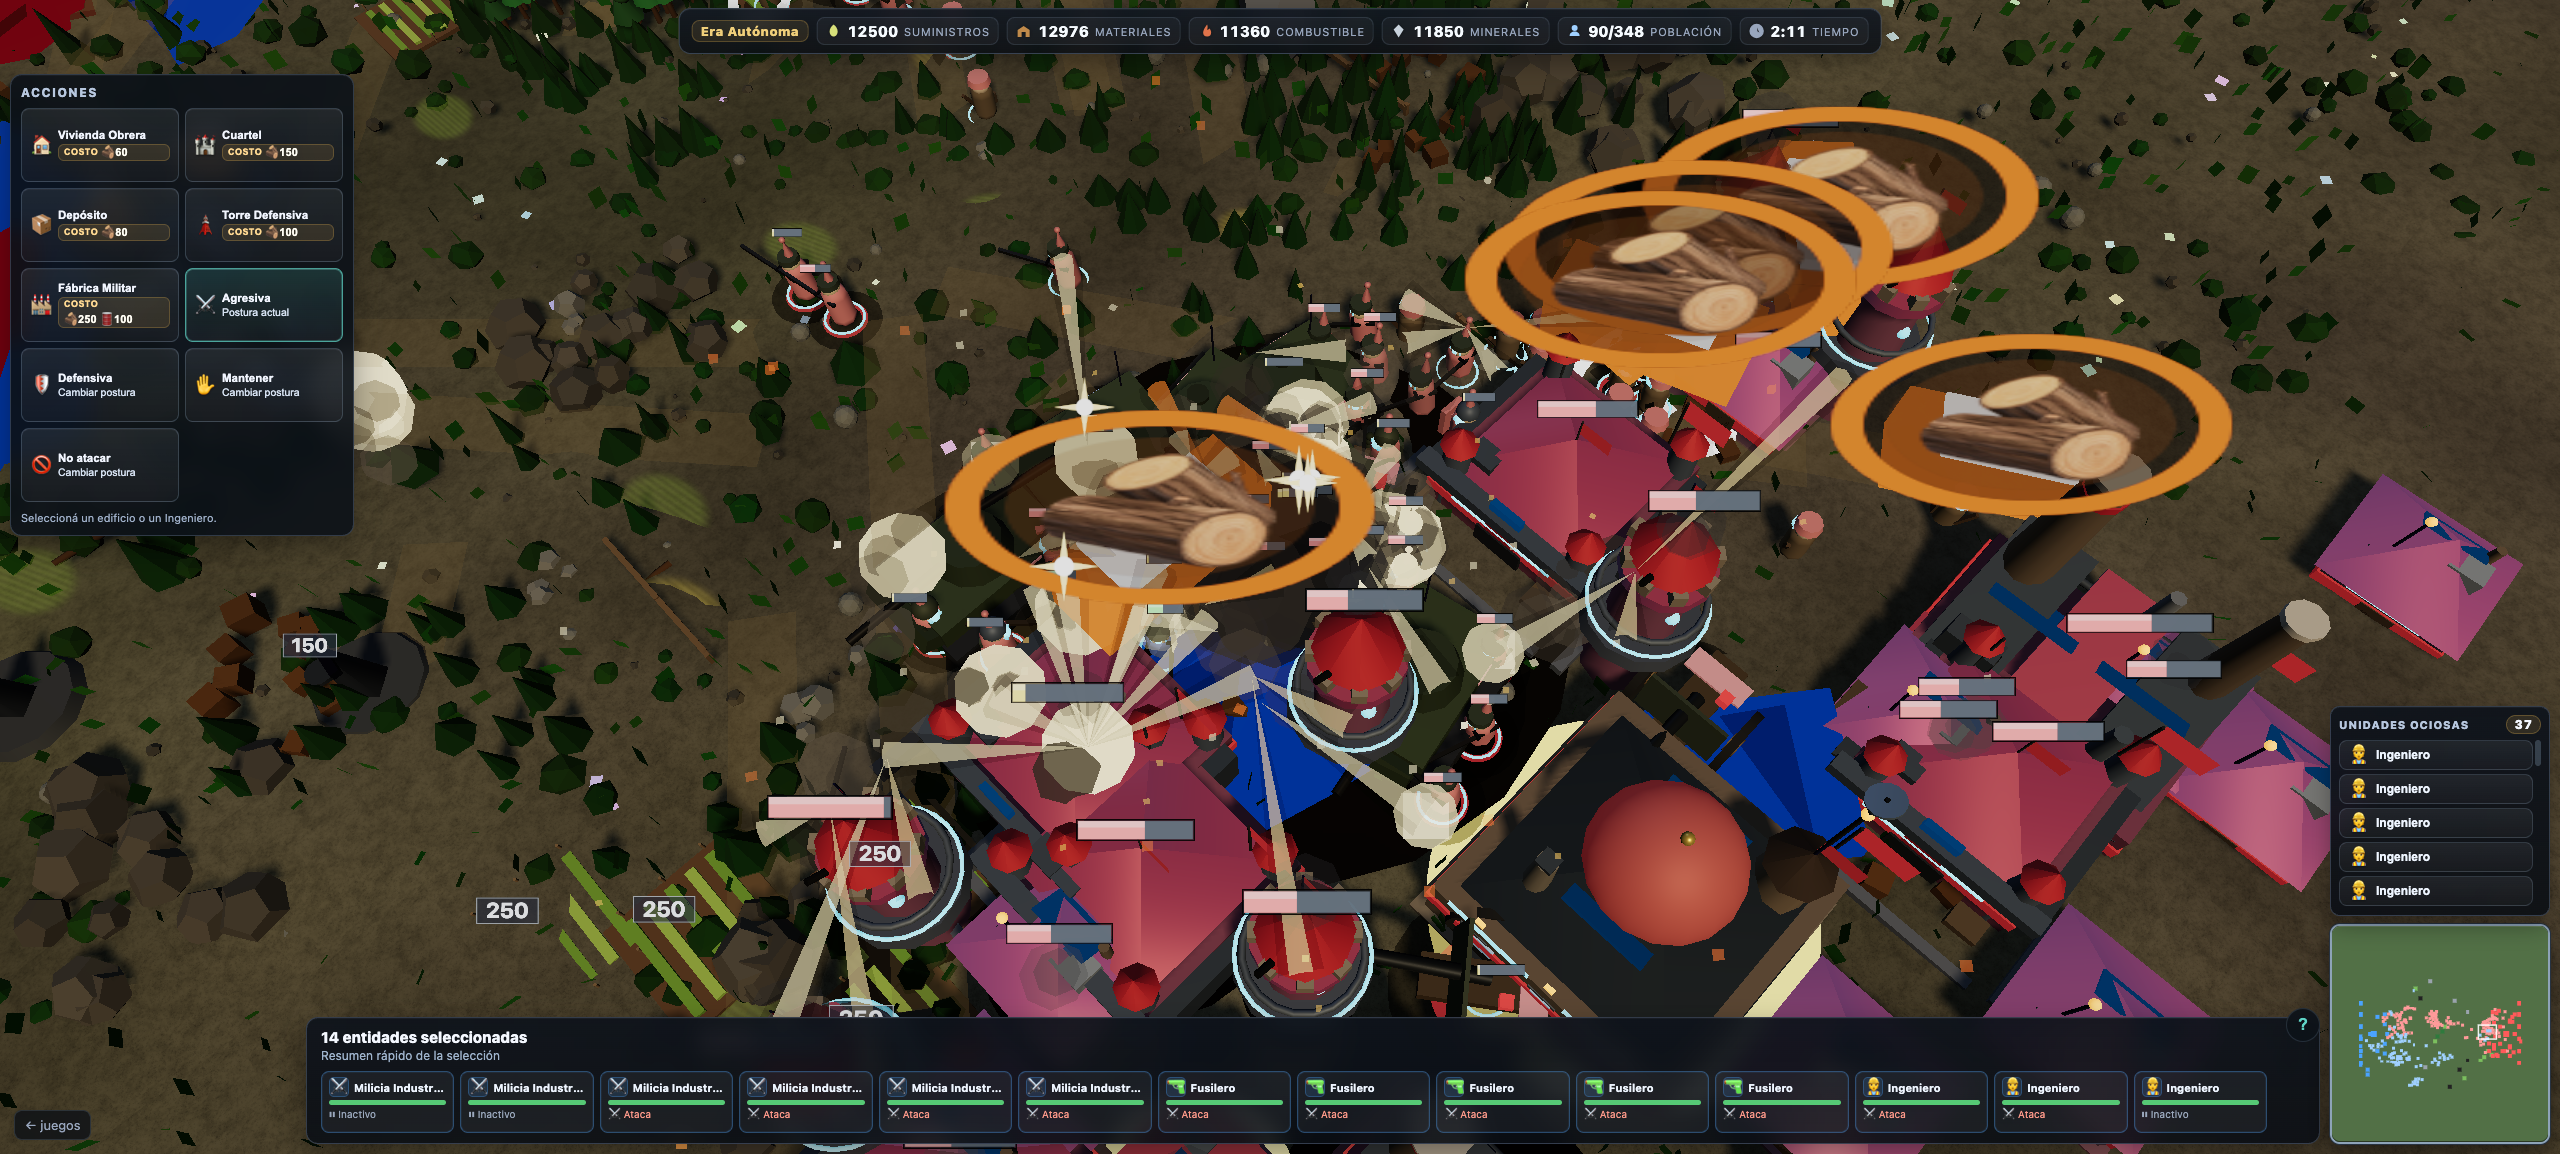 Era Autónoma
12500 SUMINISTROS
12976 MATERIALES
11360 COMBUSTIBLE
11850 MINERALES
90/348 POBLACIÓN
2:11 TIEMPO
ACCIONES
Vivienda Obrera
COSTO 60
Cuartel
COSTO 150
Depósito
COSTO 80
Torre Defensiva
COSTO 100
Fábrica Militar
COSTO
250 100
Agresiva
Postura actual
Defensiva
Cambiar postura
Mantener
Cambiar postura
No atacar
Cambiar postura
Seleccioná un edificio o un Ingeniero.
150
250
250
250
250
UNIDADES OCIOSAS 37
Ingeniero
Ingeniero
Ingeniero
Ingeniero
Ingeniero
14 entidades seleccionadas
Resumen rápido de la selección
?
Milicia Industr...
Inactivo
Milicia Industr...
Inactivo
Milicia Industr...
Ataca
Milicia Industr...
Ataca
Milicia Industr...
Ataca
Milicia Industr...
Ataca
Fusilero
Ataca
Fusilero
Ataca
Fusilero
Ataca
Fusilero
Ataca
Fusilero
Ataca
Ingeniero
Ataca
Ingeniero
Ataca
Ingeniero
Inactivo
← juegos